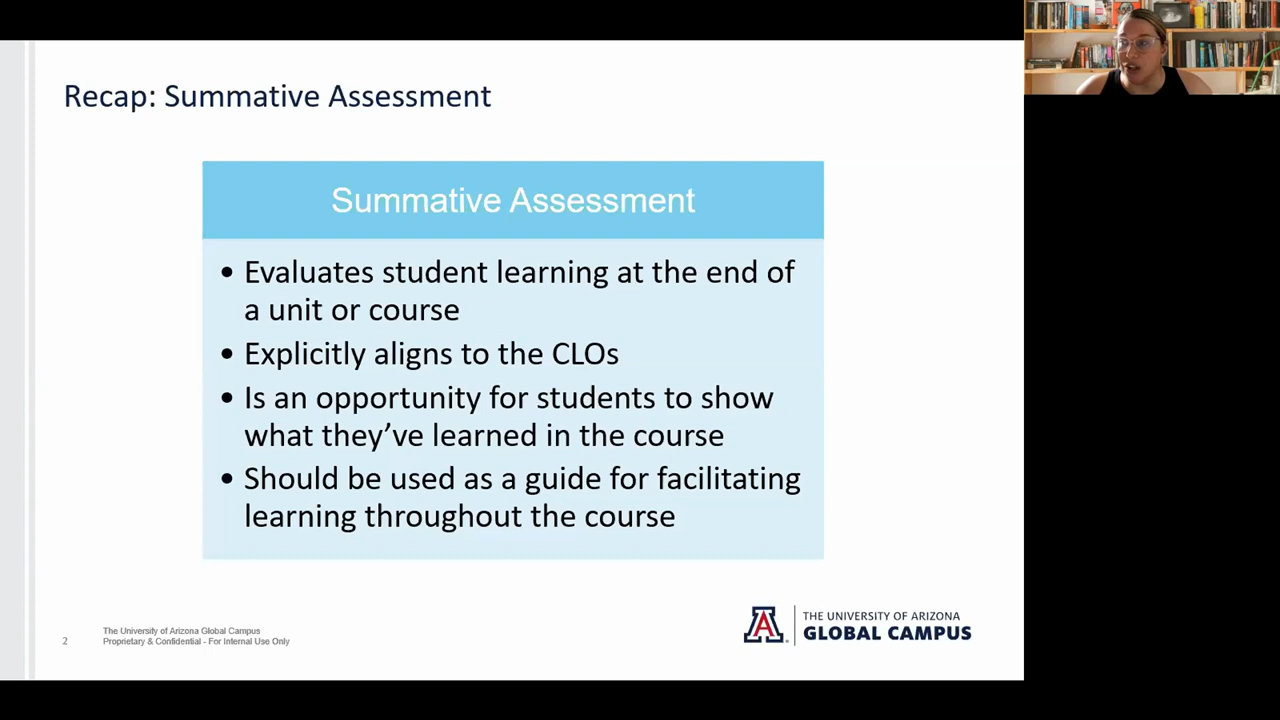 Recap: Summative Assessment
Summative Assessment
• Evaluates student learning at the end of
a unit or course
• Explicitly aligns to the CLOs
• Is an opportunity for students to show
what they’ve learned in the course
• Should be used as a guide for facilitating
learning throughout the course
2
The University of Arizona Global Campus
Proprietary & Confidential - For Internal Use Only
A
THE UNIVERSITY OF ARIZONA
GLOBAL CAMPUS